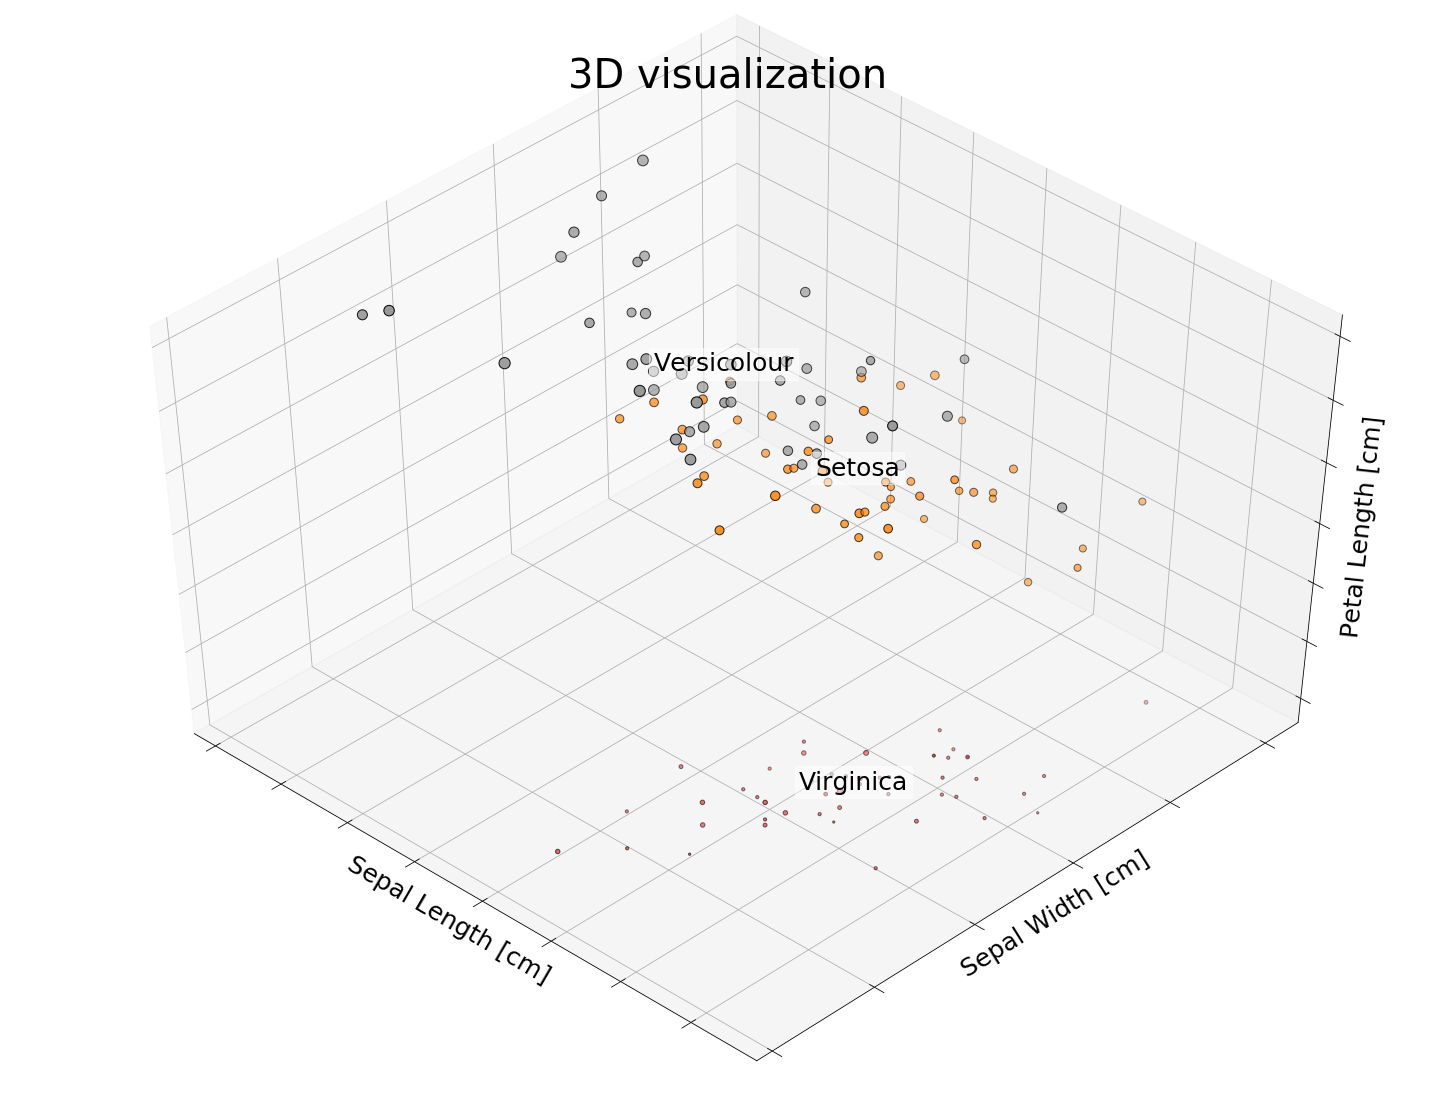 3D visualization
Versicolour
Setosa
Virginica
Sepal Length [cm]
Sepal Width [cm]
Petal Length [cm]